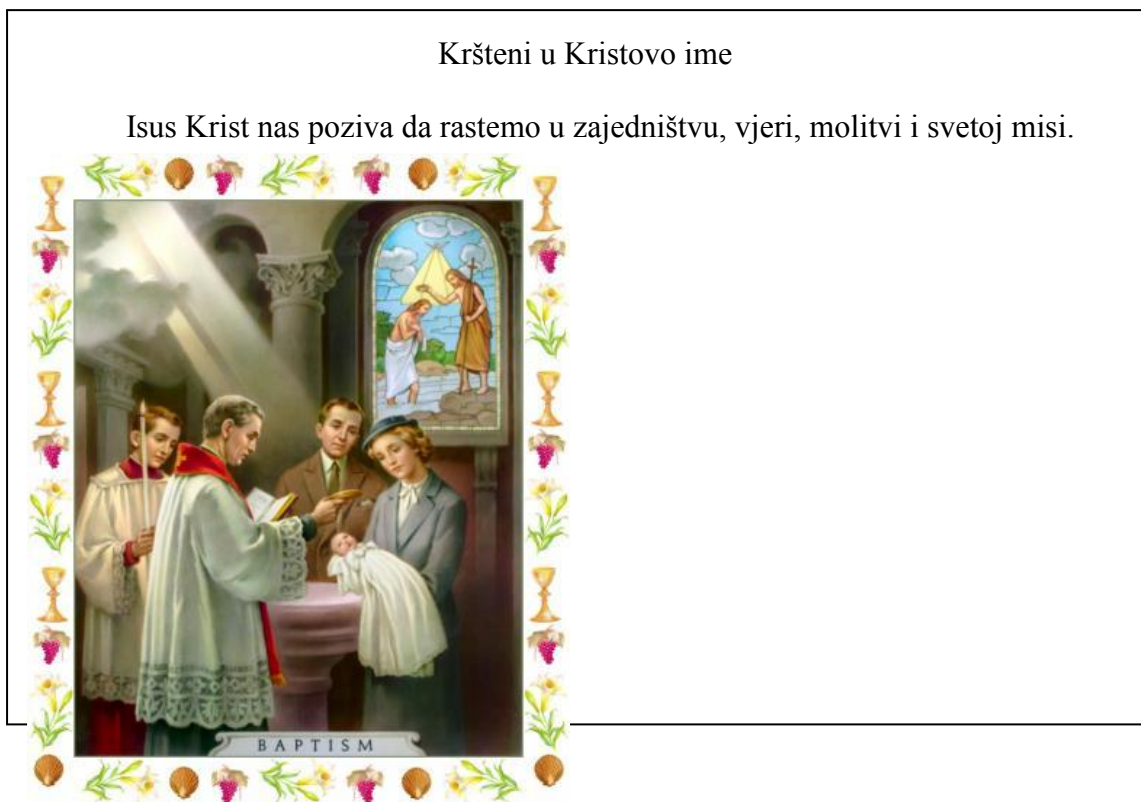 Kršteni u Kristovo ime
Isus Krist nas poziva da rastemo u zajedništvu, vjeri, molitvi i svetoj misi.
BAPTISM